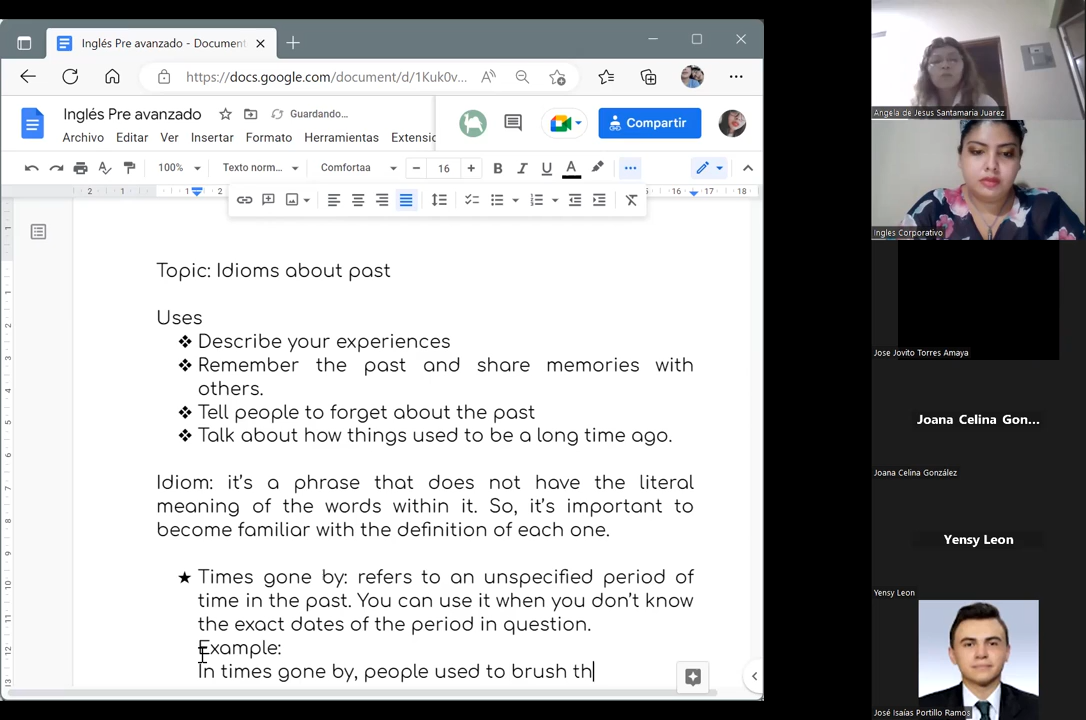 Inglés Pre avanzado - Document
https://docs.google.com/document/d/1Kuk0v...
Inglés Pre avanzado
Guardando...
Archivo Editar Ver Insertar Formato Herramientas Extensio
Compartir
100% Texto norm... Comfortaa 16
2 1 1 2 16 17 18
Topic: Idioms about past
Uses
❖ Describe your experiences
❖ Remember the past and share memories with
others.
❖ Tell people to forget about the past
❖ Talk about how things used to be a long time ago.
Idiom: it's a phrase that does not have the literal
meaning of the words within it. So, it's important to
become familiar with the definition of each one.
★ Times gone by: refers to an unspecified period of
time in the past. You can use it when you don't know
the exact dates of the period in question.
Example:
In times gone by, people used to brush th
Angela de Jesus Santamaria Juarez
Ingles Corporativo
Jose Jovito Torres Amaya
Joana Celina Gon...
Joana Celina González
Yensy Leon
Yensy Leon
José Isaías Portillo Ramos